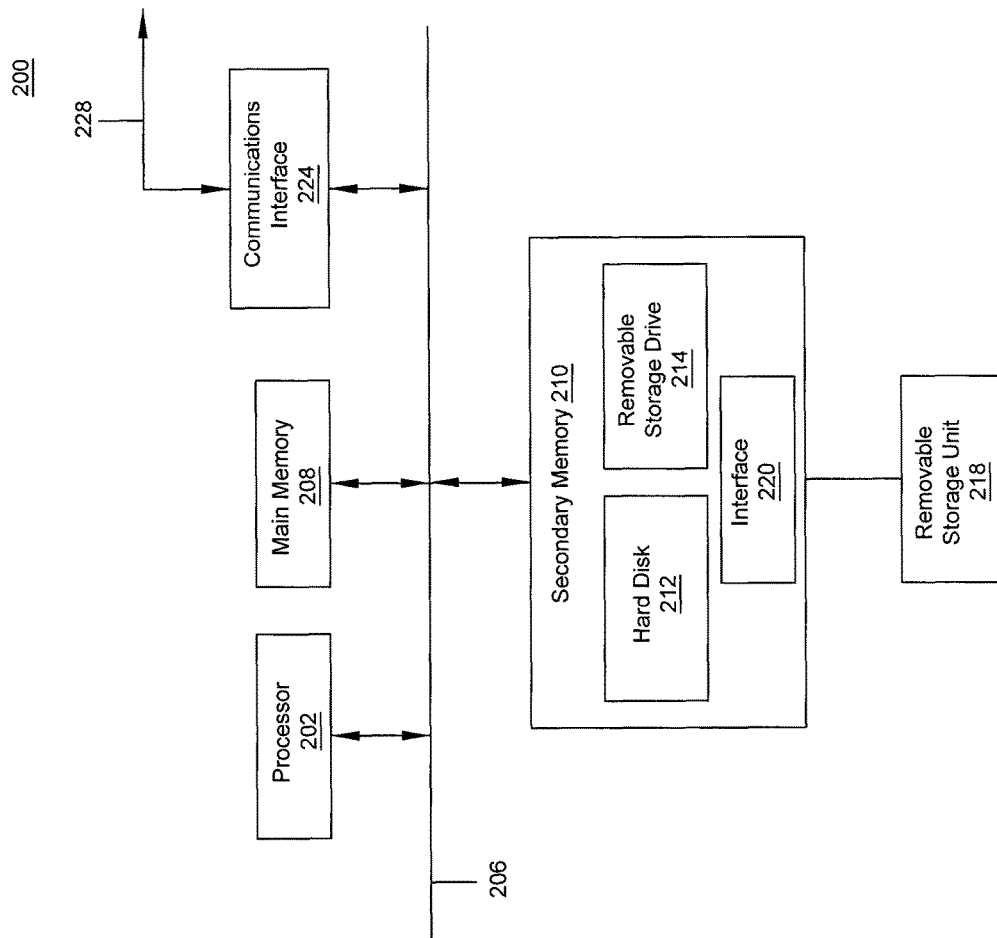 200
228
Communications
Interface
224
Main Memory
208
Processor
202
206
Secondary Memory 210
Removable
Storage Drive
214
Hard Disk
212
Interface
220
Removable
Storage Unit
218